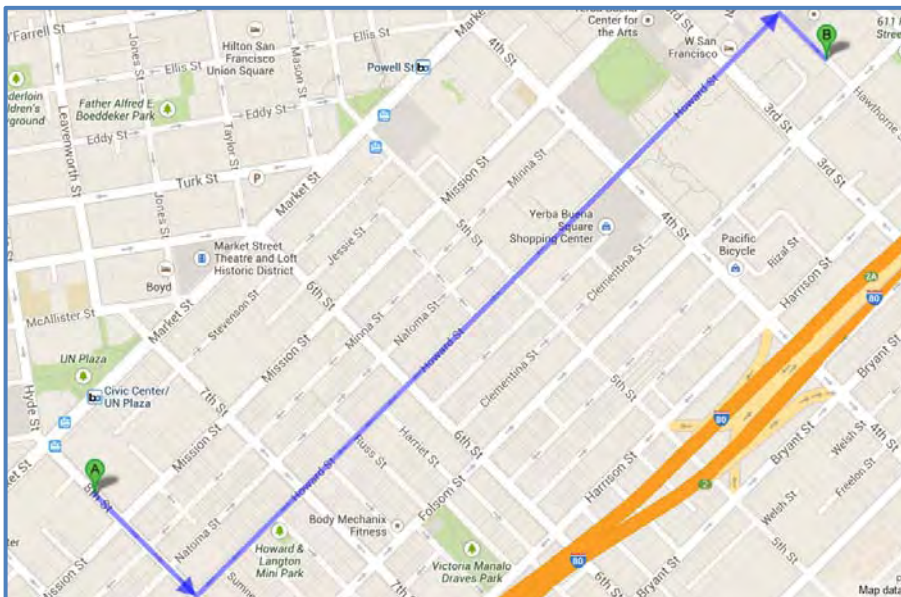 O'Farrell St
Jones St
Hilton San
Francisco
Union Square
Mason St
Ellis St
Ellis St
Market St
Powell St
4th St
Center for
the Arts
W San
Francisco
Howard St
B
611
Street
Hawthorne
Leavenworth St
Father Alfred E
Boeddeker Park
Eddy St
Eddy St
Taylor St
3rd St
3rd St
Turk St
P
Market St
Mission St
Minna St
5th St
Yerba Buena
Square
Shopping Center
4th St
Pacific
Bicycle
Rizal St
Harrison St
2A
80
Jones St
Market Street
Theatre and Loft
Historic District
Boyd
Jessie St
6th St
Clementina St
McAllister St
Market St
Stevenson St
Minna St
Natoma St
Howard St
Bryant St
UN Plaza
Mission St
Clementina St
5th St
Hyde St
Civic Center/
UN Plaza
7th St
80
4th St
Mission St
Russ St
Harriet St
6th St
Harrison St
Bryant St
Welsh St
Freelon St
A
8th St
Howard St
Folsom St
2
Welsh St
Natoma St
Body Mechanix
Fitness
5th St
Howard &
Langton
Mini Park
Victoria Manalo
Draves Park
80
Mission St
7th St
6th St
Bryant St
Map data